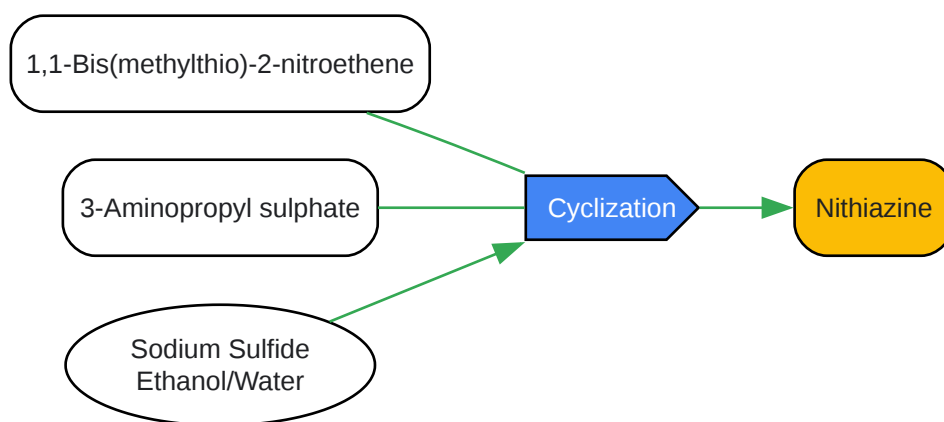 1,1-Bis(methylthio)-2-nitroethene
3-Aminopropyl sulphate
Cyclization
Nithiazine
Sodium Sulfide
Ethanol/Water